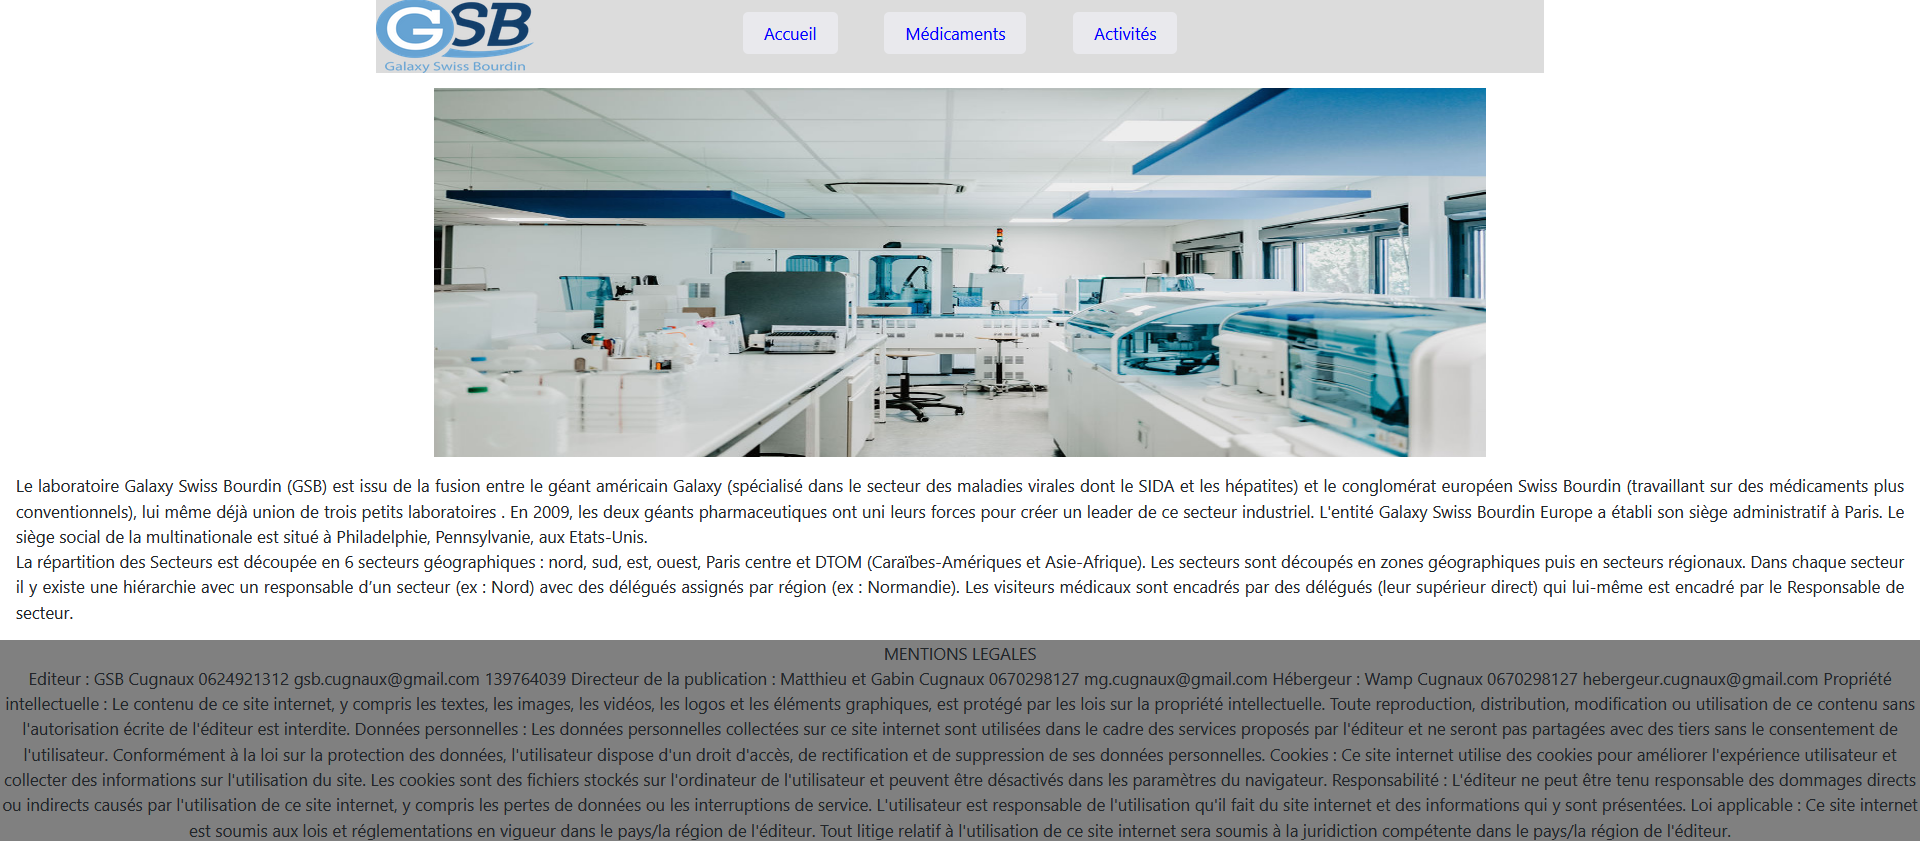 GSB
Galaxy Swiss Bourdin
Accueil
Médicaments
Activités
Le laboratoire Galaxy Swiss Bourdin (GSB) est issu de la fusion entre le géant américain Galaxy (spécialisé dans le secteur des maladies virales dont le SIDA et les hépatites) et le conglomérat européen Swiss Bourdin (travaillant sur des médicaments plus
conventionnels), lui même déjà union de trois petits laboratoires . En 2009, les deux géants pharmaceutiques ont uni leurs forces pour créer un leader de ce secteur industriel. L'entité Galaxy Swiss Bourdin Europe a établi son siège administratif à Paris. Le
siège social de la multinationale est situé à Philadelphie, Pennsylvanie, aux Etats-Unis.
La répartition des Secteurs est découpée en 6 secteurs géographiques : nord, sud, est, ouest, Paris centre et DTOM (Caraïbes-Amériques et Asie-Afrique). Les secteurs sont découpés en zones géographiques puis en secteurs régionaux. Dans chaque secteur
il y existe une hiérarchie avec un responsable d’un secteur (ex : Nord) avec des délégués assignés par région (ex : Normandie). Les visiteurs médicaux sont encadrés par des délégués (leur supérieur direct) qui lui-même est encadré par le Responsable de
secteur.
MENTIONS LEGALES
Editeur : GSB Cugnaux 0624921312 gsb.cugnaux@gmail.com 139764039 Directeur de la publication : Matthieu et Gabin Cugnaux 0670298127 mg.cugnaux@gmail.com Hébergeur : Wamp Cugnaux 0670298127 hebergeur.cugnaux@gmail.com Propriété
intellectuelle : Le contenu de ce site internet, y compris les textes, les images, les vidéos, les logos et les éléments graphiques, est protégé par les lois sur la propriété intellectuelle. Toute reproduction, distribution, modification ou utilisation de ce contenu sans
l'autorisation écrite de l'éditeur est interdite. Données personnelles : Les données personnelles collectées sur ce site internet sont utilisées dans le cadre des services proposés par l'éditeur et ne seront pas partagées avec des tiers sans le consentement de
l'utilisateur. Conformément à la loi sur la protection des données, l'utilisateur dispose d'un droit d'accès, de rectification et de suppression de ses données personnelles. Cookies : Ce site internet utilise des cookies pour améliorer l'expérience utilisateur et
collecter des informations sur l'utilisation du site. Les cookies sont des fichiers stockés sur l'ordinateur de l'utilisateur et peuvent être désactivés dans les paramètres du navigateur. Responsabilité : L'éditeur ne peut être tenu responsable des dommages directs
ou indirects causés par l'utilisation de ce site internet, y compris les pertes de données ou les interruptions de service. L'utilisateur est responsable de l'utilisation qu'il fait du site internet et des informations qui y sont présentées. Loi applicable : Ce site internet
est soumis aux lois et réglementations en vigueur dans le pays/la région de l'éditeur. Tout litige relatif à l'utilisation de ce site internet sera soumis à la juridiction compétente dans le pays/la région de l'éditeur.